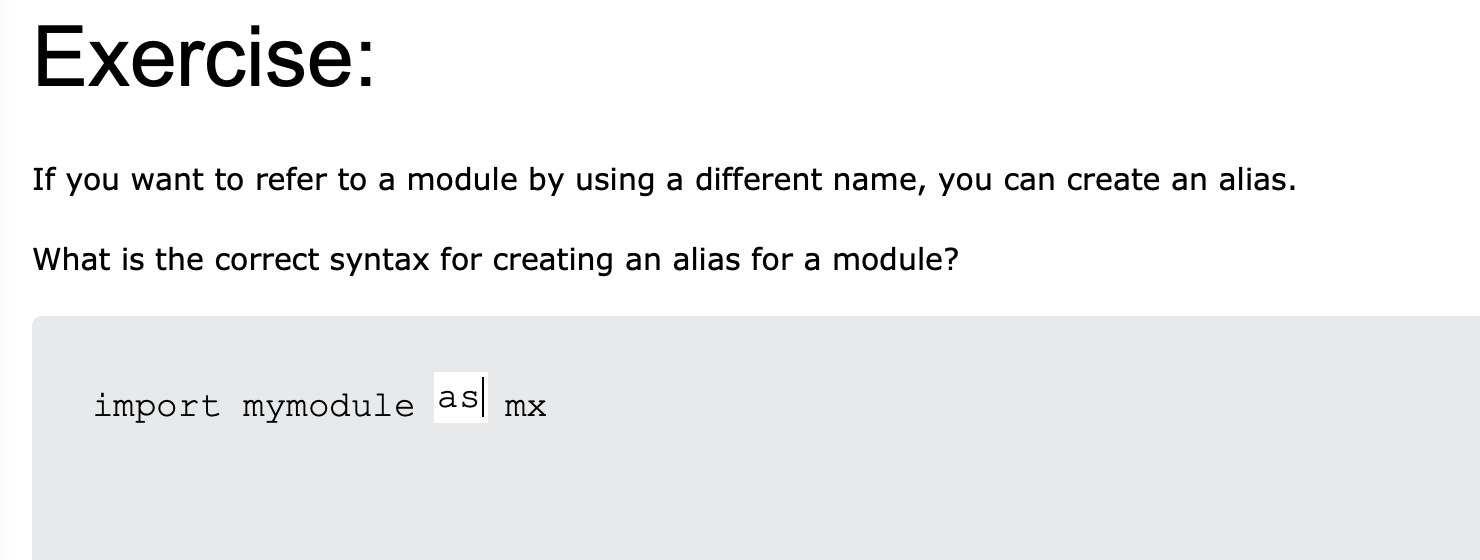 Exercise:
If you want to refer to a module by using a different name, you can create an alias.
What is the correct syntax for creating an alias for a module?
import mymodule as mx